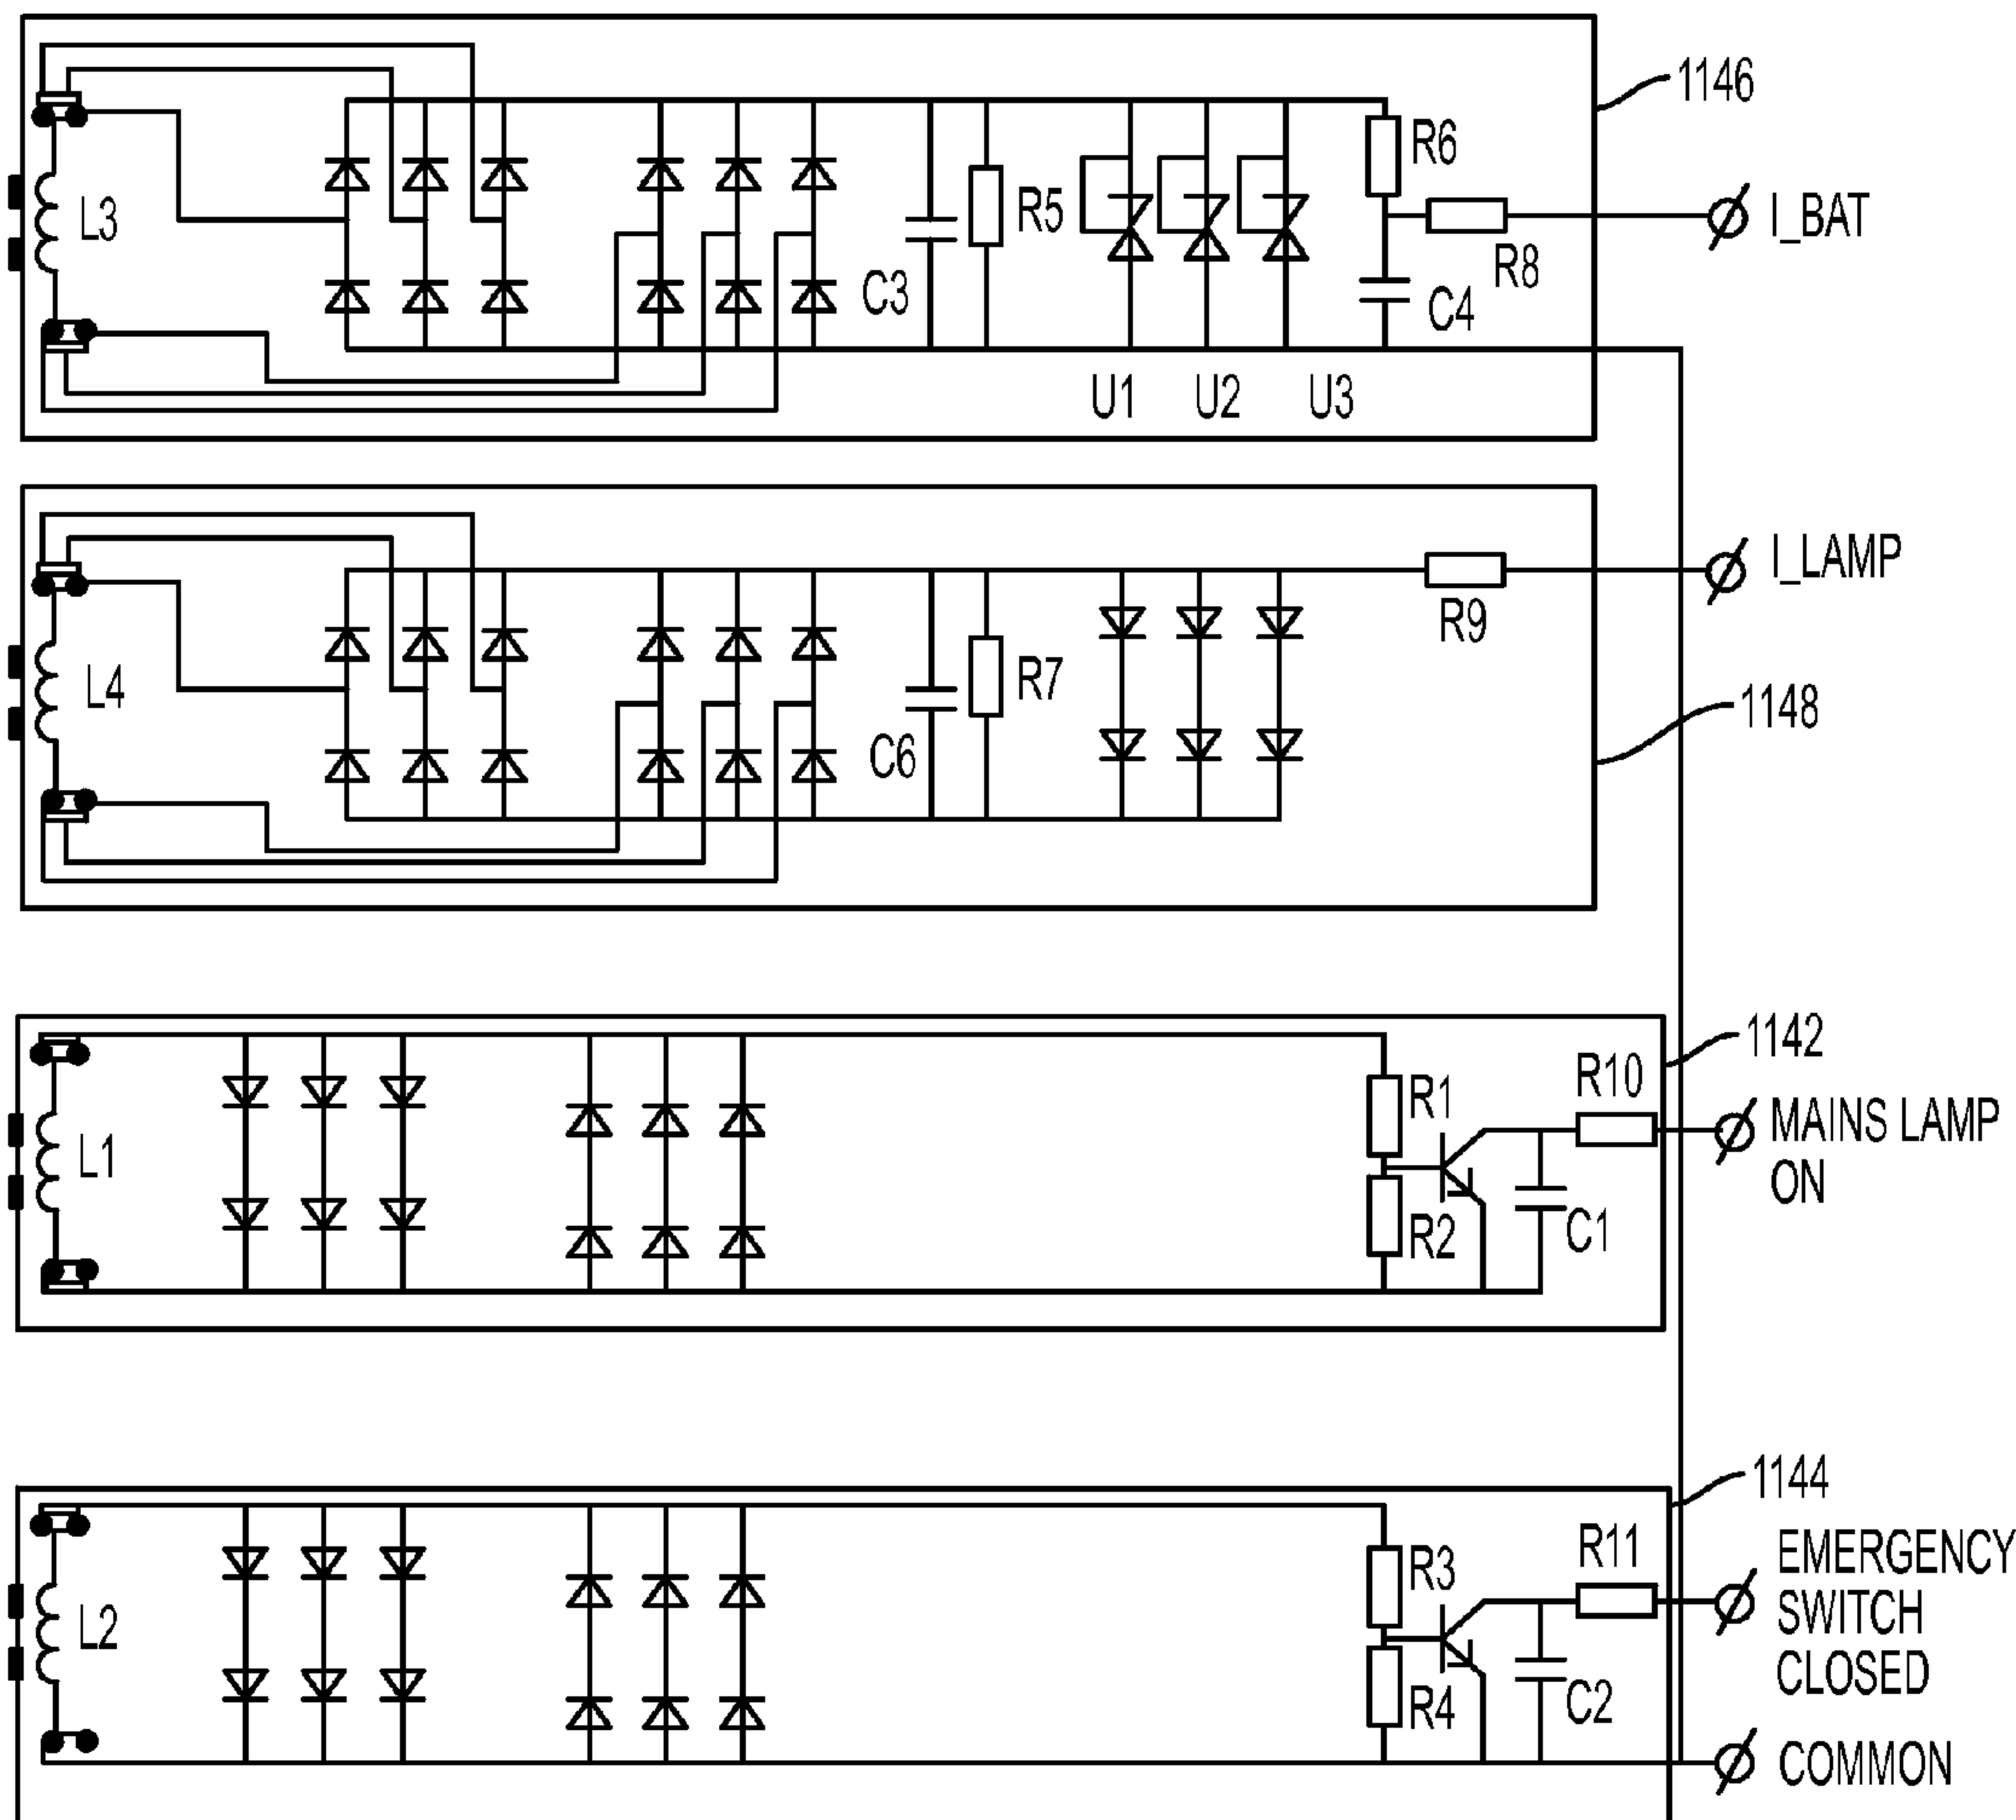 1146
R6
L3
R5
I_BAT
R8
C3
C4
U1 U2 U3
I_LAMP
R9
L4
R7
1148
C6
1142
R10
R1
MAINS LAMP
ON
L1
R2
C1
1144
R11
EMERGENCY
SWITCH
CLOSED
R3
L2
R4
C2
COMMON